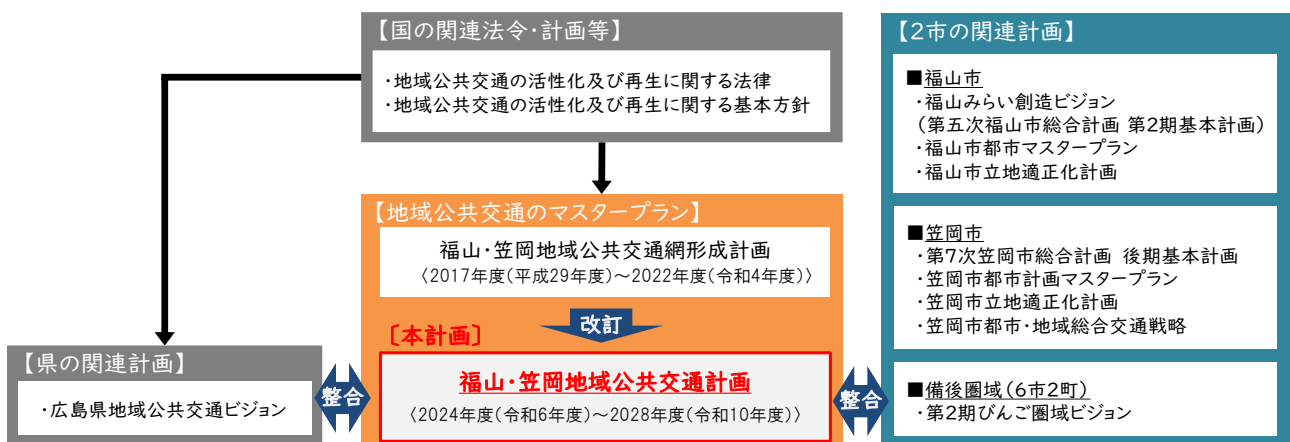 【国の関連法令・計画等】
・地域公共交通の活性化及び再生に関する法律
・地域公共交通の活性化及び再生に関する基本方針
【地域公共交通のマスタープラン】
福山・笠岡地域公共交通網形成計画
〈2017年度(平成29年度)～2022年度(令和4年度)〉
改訂
〔本計画〕
福山・笠岡地域公共交通計画
〈2024年度(令和6年度)～2028年度(令和10年度)〉
【県の関連計画】
・広島県地域公共交通ビジョン
整合
整合
【2市の関連計画】
■福山市
・福山みらい創造ビジョン
（第五次福山市総合計画 第2期基本計画）
・福山市都市マスタープラン
・福山市立地適正化計画
■笠岡市
・第7次笠岡市総合計画 後期基本計画
・笠岡市都市計画マスタープラン
・笠岡市立地適正化計画
・笠岡市都市・地域総合交通戦略
■備後圏域(6市2町)
・第2期びんご圏域ビジョン